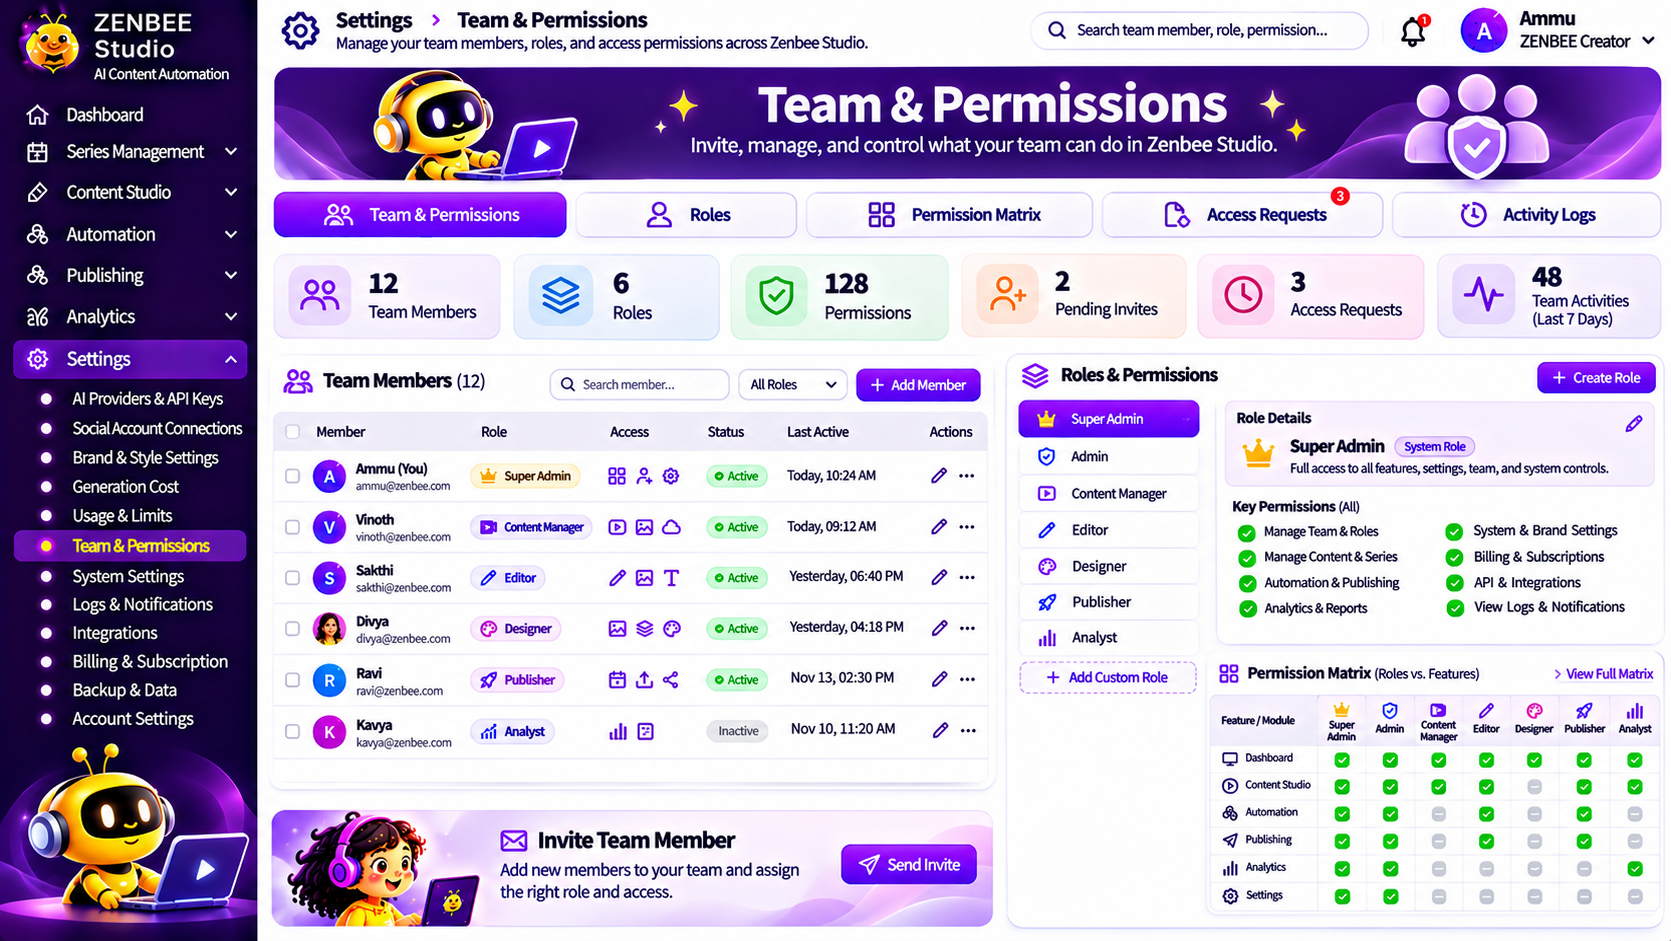 ZENBEE
Studio
AI Content Automation
Dashboard
Series Management
Content Studio
Automation
Publishing
Analytics
Settings
AI Providers & API Keys
Social Account Connections
Brand & Style Settings
Generation Cost
Usage & Limits
Team & Permissions
System Settings
Logs & Notifications
Integrations
Billing & Subscription
Backup & Data
Account Settings
Settings > Team & Permissions
Manage your team members, roles, and access permissions across Zenbee Studio.
Search team member, role, permission...
1
A
Ammu
ZENBEE Creator
Team & Permissions
Invite, manage, and control what your team can do in Zenbee Studio.
Team & Permissions
Roles
Permission Matrix
Access Requests
3
Activity Logs
12
Team Members
6
Roles
128
Permissions
2
Pending Invites
3
Access Requests
48
Team Activities
(Last 7 Days)
Team Members (12)
Search member...
All Roles
+ Add Member
Member Role Access Status Last Active Actions
A Ammu (You) Super Admin Active Today, 10:24 AM
ammu@zenbee.com
V Vinoth Content Manager Active Today, 09:12 AM
vinoth@zenbee.com
S Sakthi Editor T Active Yesterday, 06:40 PM
sakthi@zenbee.com
Divya Designer Active Yesterday, 04:18 PM
divya@zenbee.com
R Ravi Publisher Active Nov 13, 02:30 PM
ravi@zenbee.com
K Kavya Analyst Inactive Nov 10, 11:20 AM
kavya@zenbee.com
Invite Team Member
Add new members to your team and assign
the right role and access.
Send Invite
Roles & Permissions
+ Create Role
Super Admin
Admin
Content Manager
Editor
Designer
Publisher
Analyst
+ Add Custom Role
Role Details
Super Admin System Role
Full access to all features, settings, team, and system controls.
Key Permissions (All)
Manage Team & Roles
System & Brand Settings
Manage Content & Series
Billing & Subscriptions
Automation & Publishing
API & Integrations
Analytics & Reports
View Logs & Notifications
Permission Matrix (Roles vs. Features)
> View Full Matrix
Feature / Module
Super
Admin
Admin
Content
Manager
Editor
Designer
Publisher
Analyst
Dashboard
Content Studio
Automation
Publishing
Analytics
Settings